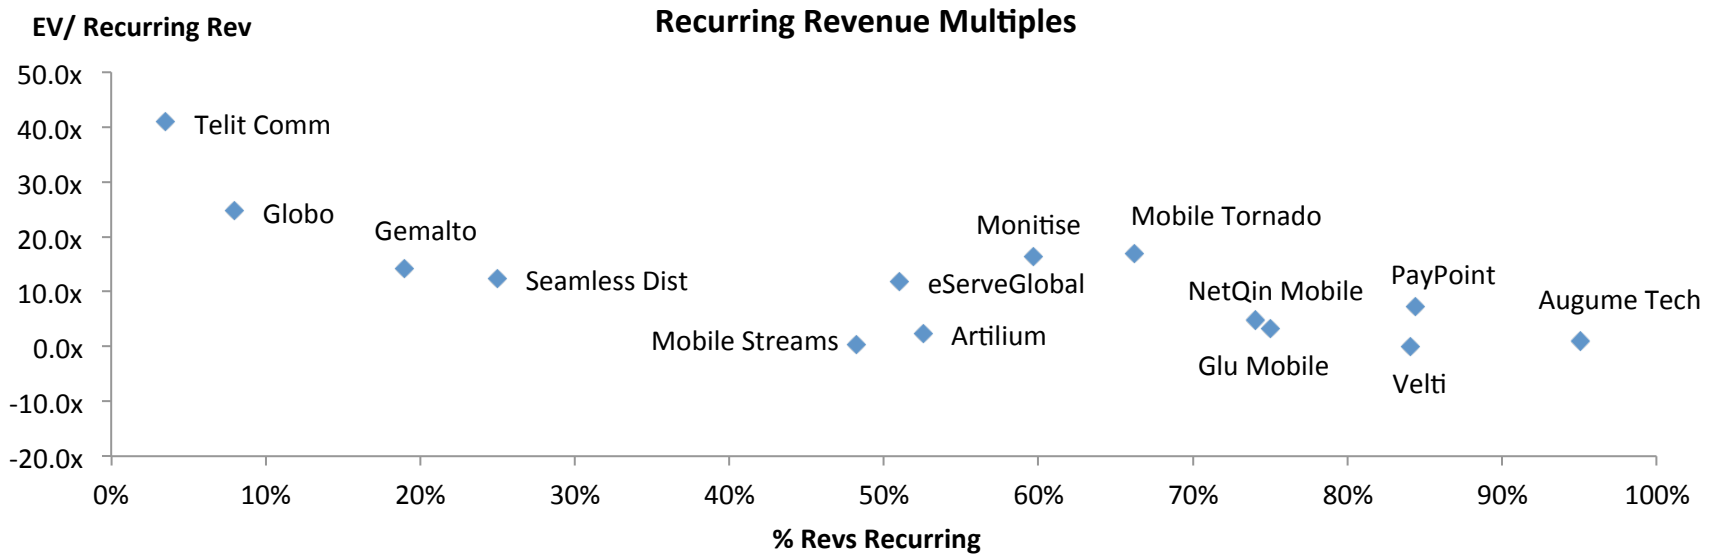 Recurring Revenue Multiples
EV/ Recurring Rev
50.0x
40.0x
30.0x
20.0x
10.0x
0.0x
-10.0x
-20.0x
Telit Comm
Globo
Gemalto
Seamless Dist
Mobile Streams
eServeGlobal
Artilium
Monitise
Mobile Tornado
NetQin Mobile
Glu Mobile
PayPoint
Velti
Augume Tech
0% 10% 20% 30% 40% 50% 60% 70% 80% 90% 100%
% Revs Recurring